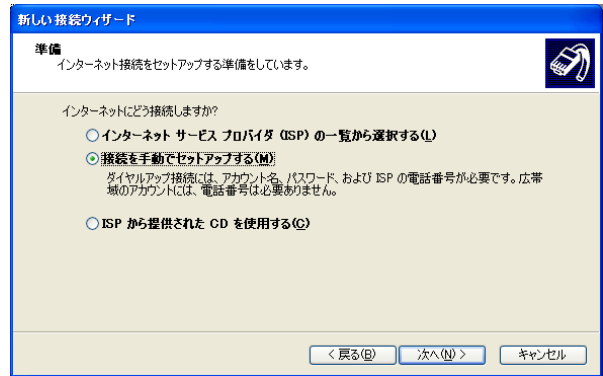 新しい接続ウィザード
準備
インターネット接続をセットアップする準備をしています。
インターネットにどう接続しますか?
インターネット サービス プロバイダ (ISP) の一覧から選択する(L)
接続を手動でセットアップする(M)
ダイヤルアップ接続には、アカウント名、パスワード、および ISP の電話番号が必要です。広帯
域のアカウントには、電話番号は必要ありません。
ISP から提供された CD を使用する(C)
< 戻る(B)
次へ(N) >
キャンセル